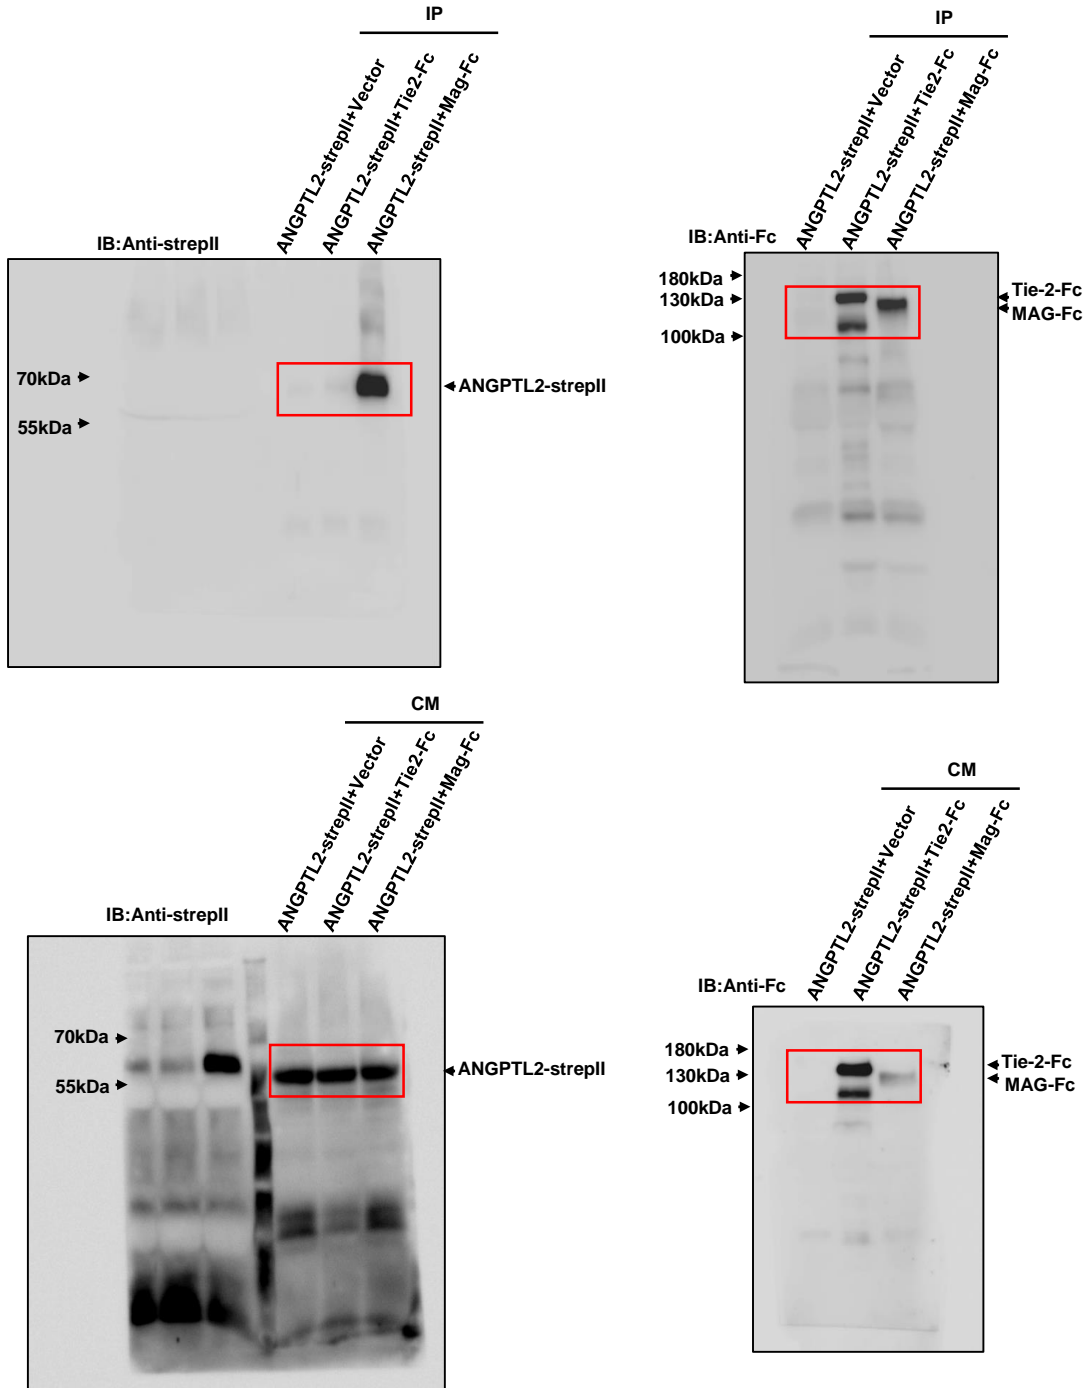 IP
ANGPTL2-strepII+Vector
ANGPTL2-strepII+Tie2-Fc
ANGPTL2-strepII+Mag-Fc
IB:Anti-strepII
70kDa
55kDa
ANGPTL2-strepII
IP
ANGPTL2-strepII+Vector
ANGPTL2-strepII+Tie2-Fc
ANGPTL2-strepII+Mag-Fc
IB:Anti-Fc
180kDa
130kDa
100kDa
Tie-2-Fc
MAG-Fc
CM
ANGPTL2-strepII+Vector
ANGPTL2-strepII+Tie2-Fc
ANGPTL2-strepII+Mag-Fc
IB:Anti-strepII
70kDa
55kDa
ANGPTL2-strepII
CM
ANGPTL2-strepII+Vector
ANGPTL2-strepII+Tie2-Fc
ANGPTL2-strepII+Mag-Fc
IB:Anti-Fc
180kDa
130kDa
100kDa
Tie-2-Fc
MAG-Fc